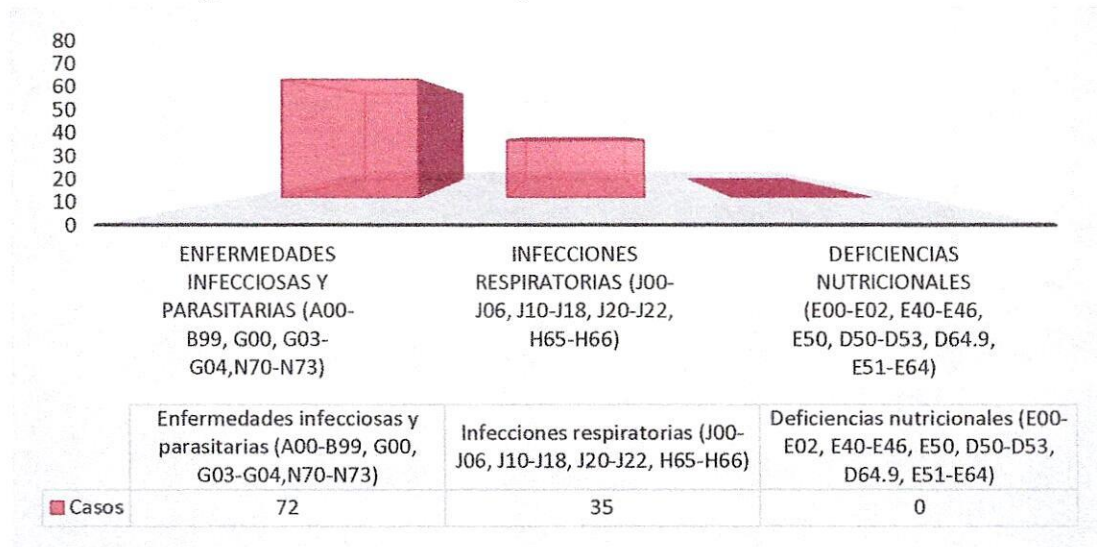 80
70
60
50
40
30
20
10
0
ENFERMEDADES
INFECCIOSAS Y
PARASITARIAS (A00-
B99, G00, G03-
G04,N70-N73)
INFECCIONES
RESPIRATORIAS (J00-
J06, J10-J18, J20-J22,
H65-H66)
DEFICIENCIAS
NUTRICIONALES
(E00-E02, E40-E46,
E50, D50-D53, D64.9,
E51-E64)
Enfermedades infecciosas y
parasitarias (A00-B99, G00,
G03-G04,N70-N73)
Infecciones respiratorias (J00-
J06, J10-J18, J20-J22, H65-H66)
Deficiencias nutricionales (E00-
E02, E40-E46, E50, D50-D53,
D64.9, E51-E64)
Casos 72 35 0